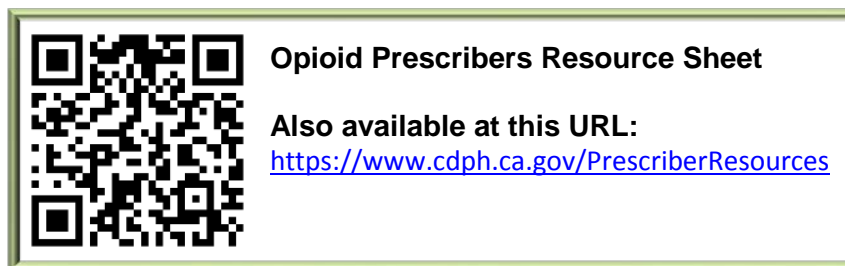 Opioid Prescribers Resource Sheet
Also available at this URL:
https://www.cdph.ca.gov/PrescriberResources